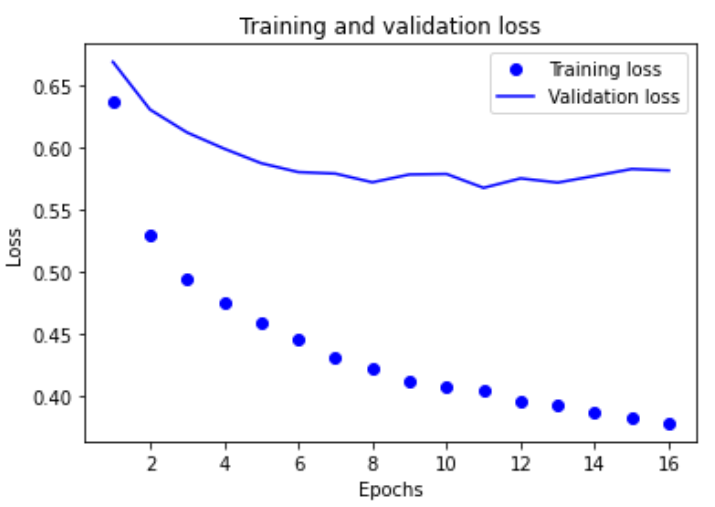 Training and validation loss
Training loss
Validation loss
0.65
0.60
0.55
0.50
0.45
0.40
Loss
2 4 6 8 10 12 14 16
Epochs